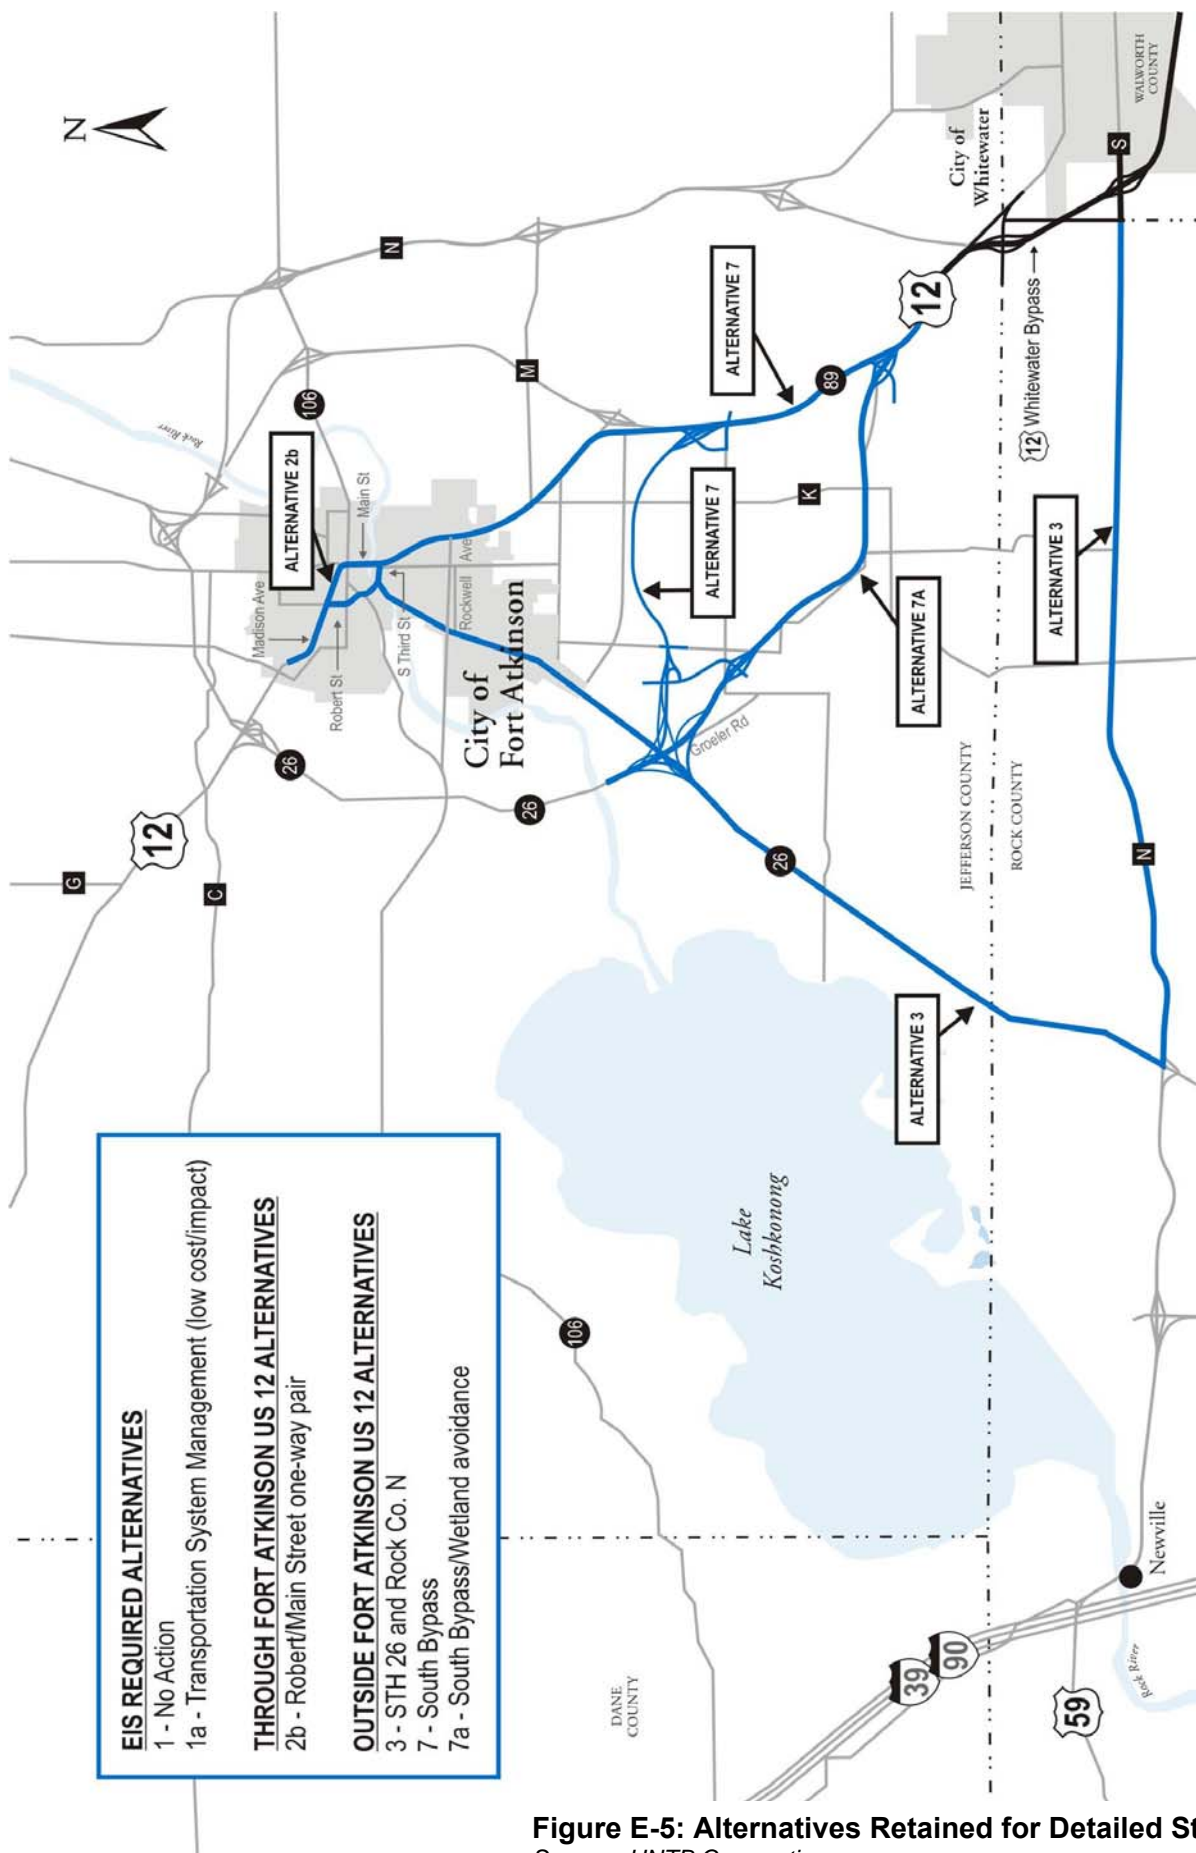 EIS REQUIRED ALTERNATIVES
1 - No Action
1a - Transportation System Management (low cost/impact)
THROUGH FORT ATKINSON US 12 ALTERNATIVES
2b - Robert/Main Street one-way pair
OUTSIDE FORT ATKINSON US 12 ALTERNATIVES
3 - STH 26 and Rock Co. N
7 - South Bypass
7a - South Bypass/Wetland avoidance
N
G
12
C
26
Madison Ave
ALTERNATIVE 2b
Main St
Robert St
S Third St
Rockwell Ave
106
Rock River
N
M
City of
Fort Atkinson
26
106
ALTERNATIVE 7
ALTERNATIVE 7
89
K
Groeler Rd
26
Lake
Koshkonong
12
City of
Whitewater
ALTERNATIVE 7A
ALTERNATIVE 3
JEFFERSON COUNTY
ROCK COUNTY
12 Whitewater Bypass
ALTERNATIVE 3
S
WALWORTH
COUNTY
N
DANE
COUNTY
39
90
59
Newville
Rock River
Figure E-5: Alternatives Retained for Detailed